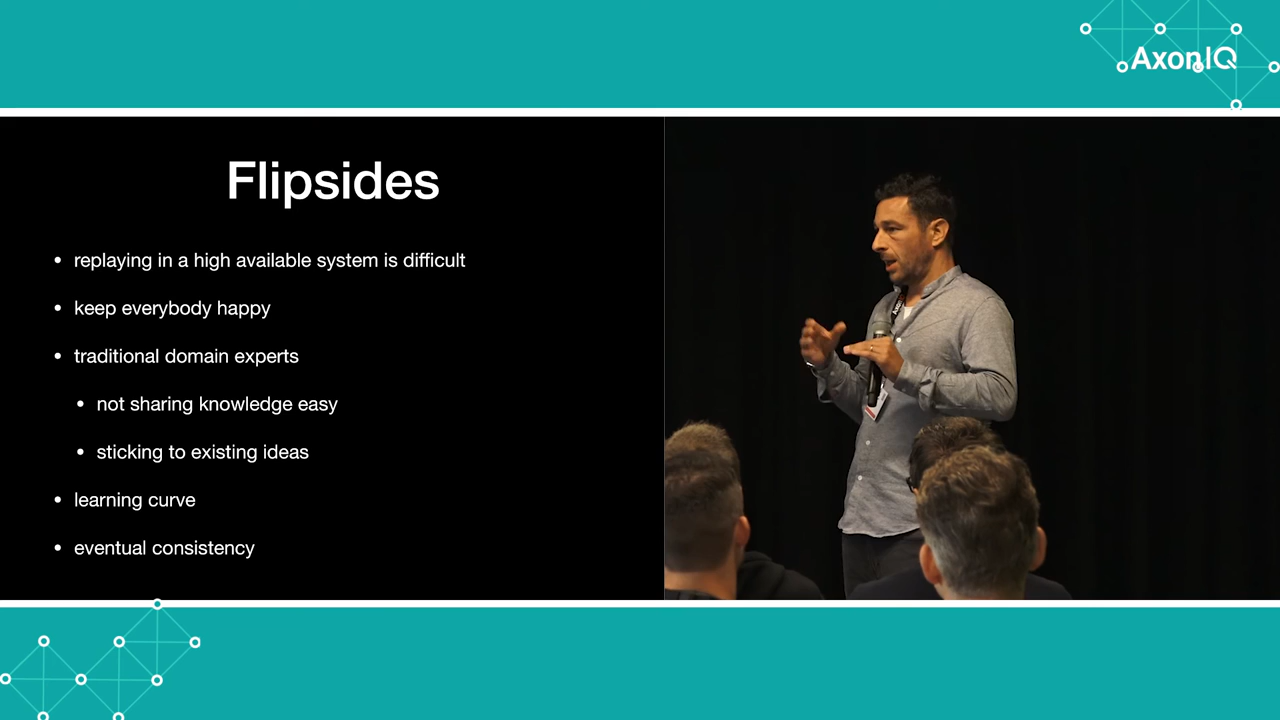 AxonIQ
Flipsides
• replaying in a high available system is difficult
• keep everybody happy
• traditional domain experts
• not sharing knowledge easy
• sticking to existing ideas
• learning curve
• eventual consistency